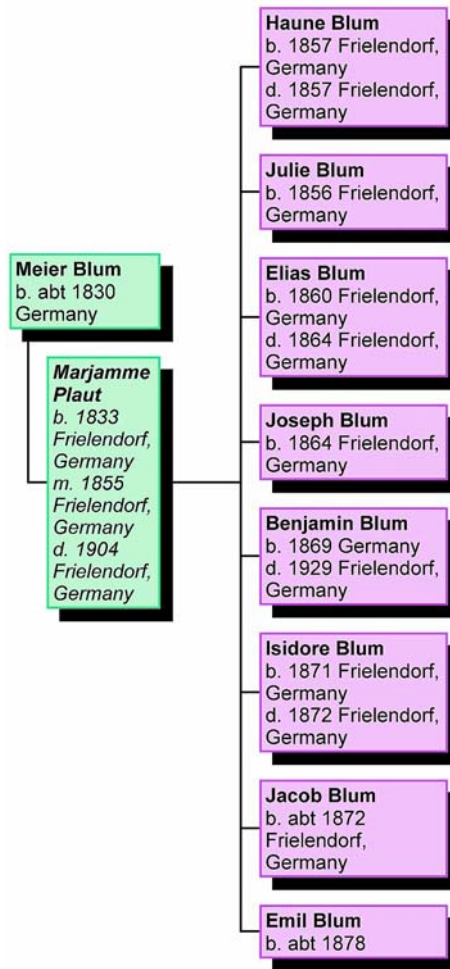 Meier Blum
b. abt 1830
Germany
Marjamme
Plaut
b. 1833
Frielendorf,
Germany
m. 1855
Frielendorf,
Germany
d. 1904
Frielendorf,
Germany
Haune Blum
b. 1857 Frielendorf,
Germany
d. 1857 Frielendorf,
Germany
Julie Blum
b. 1856 Frielendorf,
Germany
Elias Blum
b. 1860 Frielendorf,
Germany
d. 1864 Frielendorf,
Germany
Joseph Blum
b. 1864 Frielendorf,
Germany
Benjamin Blum
b. 1869 Germany
d. 1929 Frielendorf,
Germany
Isidore Blum
b. 1871 Frielendorf,
Germany
d. 1872 Frielendorf,
Germany
Jacob Blum
b. abt 1872
Frielendorf,
Germany
Emil Blum
b. abt 1878